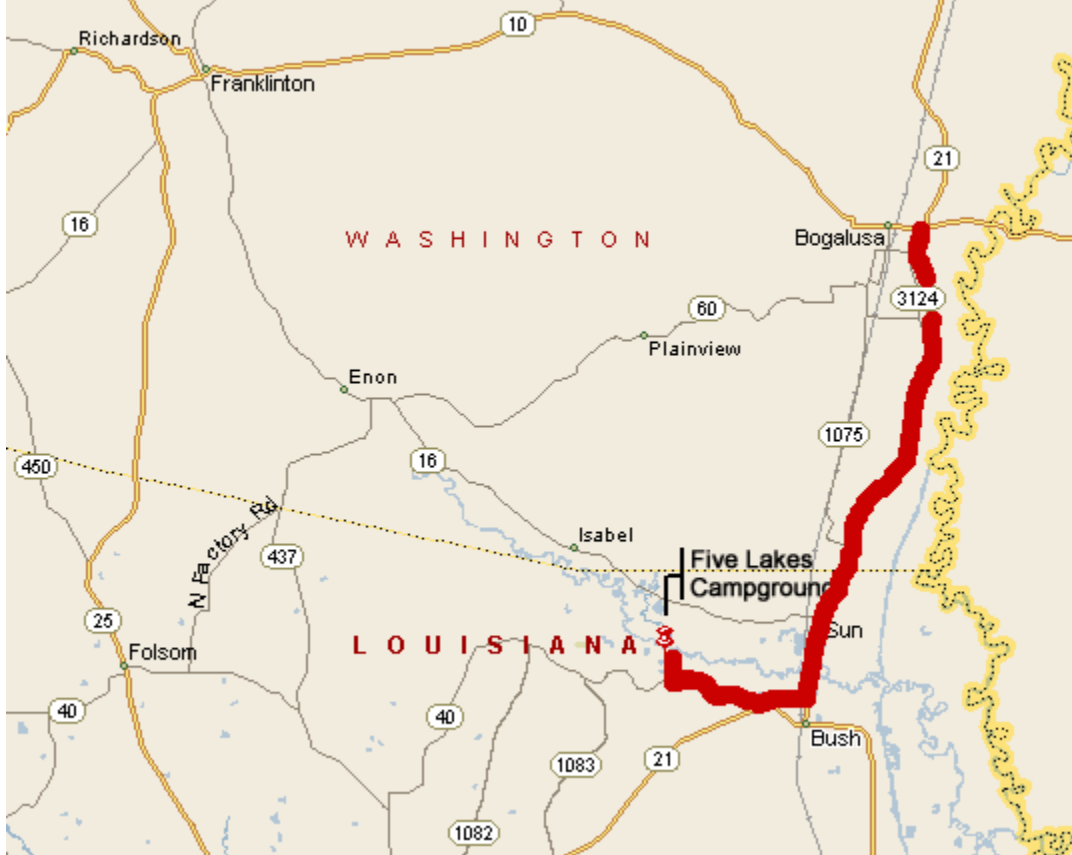 10
Richardson
Franklinton
21
16
WASHINGTON
Bogalusa
3124
60
Plainview
Enon
1075
450
16
N Factory Rd
Isabel
437
Five Lakes
Campground
25
LOUISIANA
Sun
Folsom
40
40
Bush
21
1083
1082